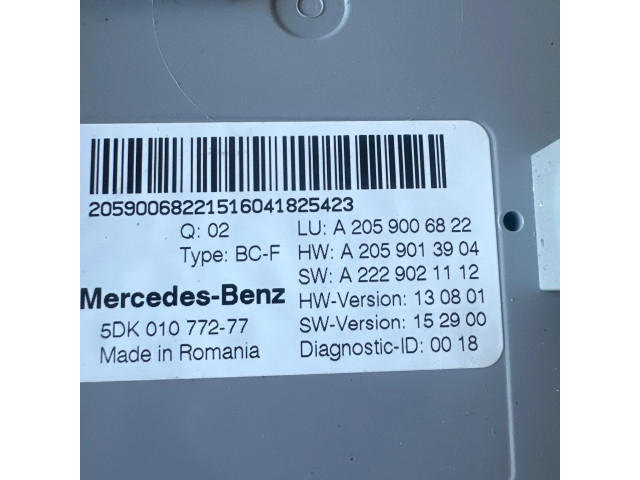 20590068221516041825423
Q: 02
Type: BC-F
LU: A 205 900 68 22
HW: A 205 901 39 04
SW: A 222 902 11 12
Mercedes-Benz
HW-Version: 13 08 01
5DK 010 772-77
SW-Version: 15 29 00
Made in Romania
Diagnostic-ID: 00 18